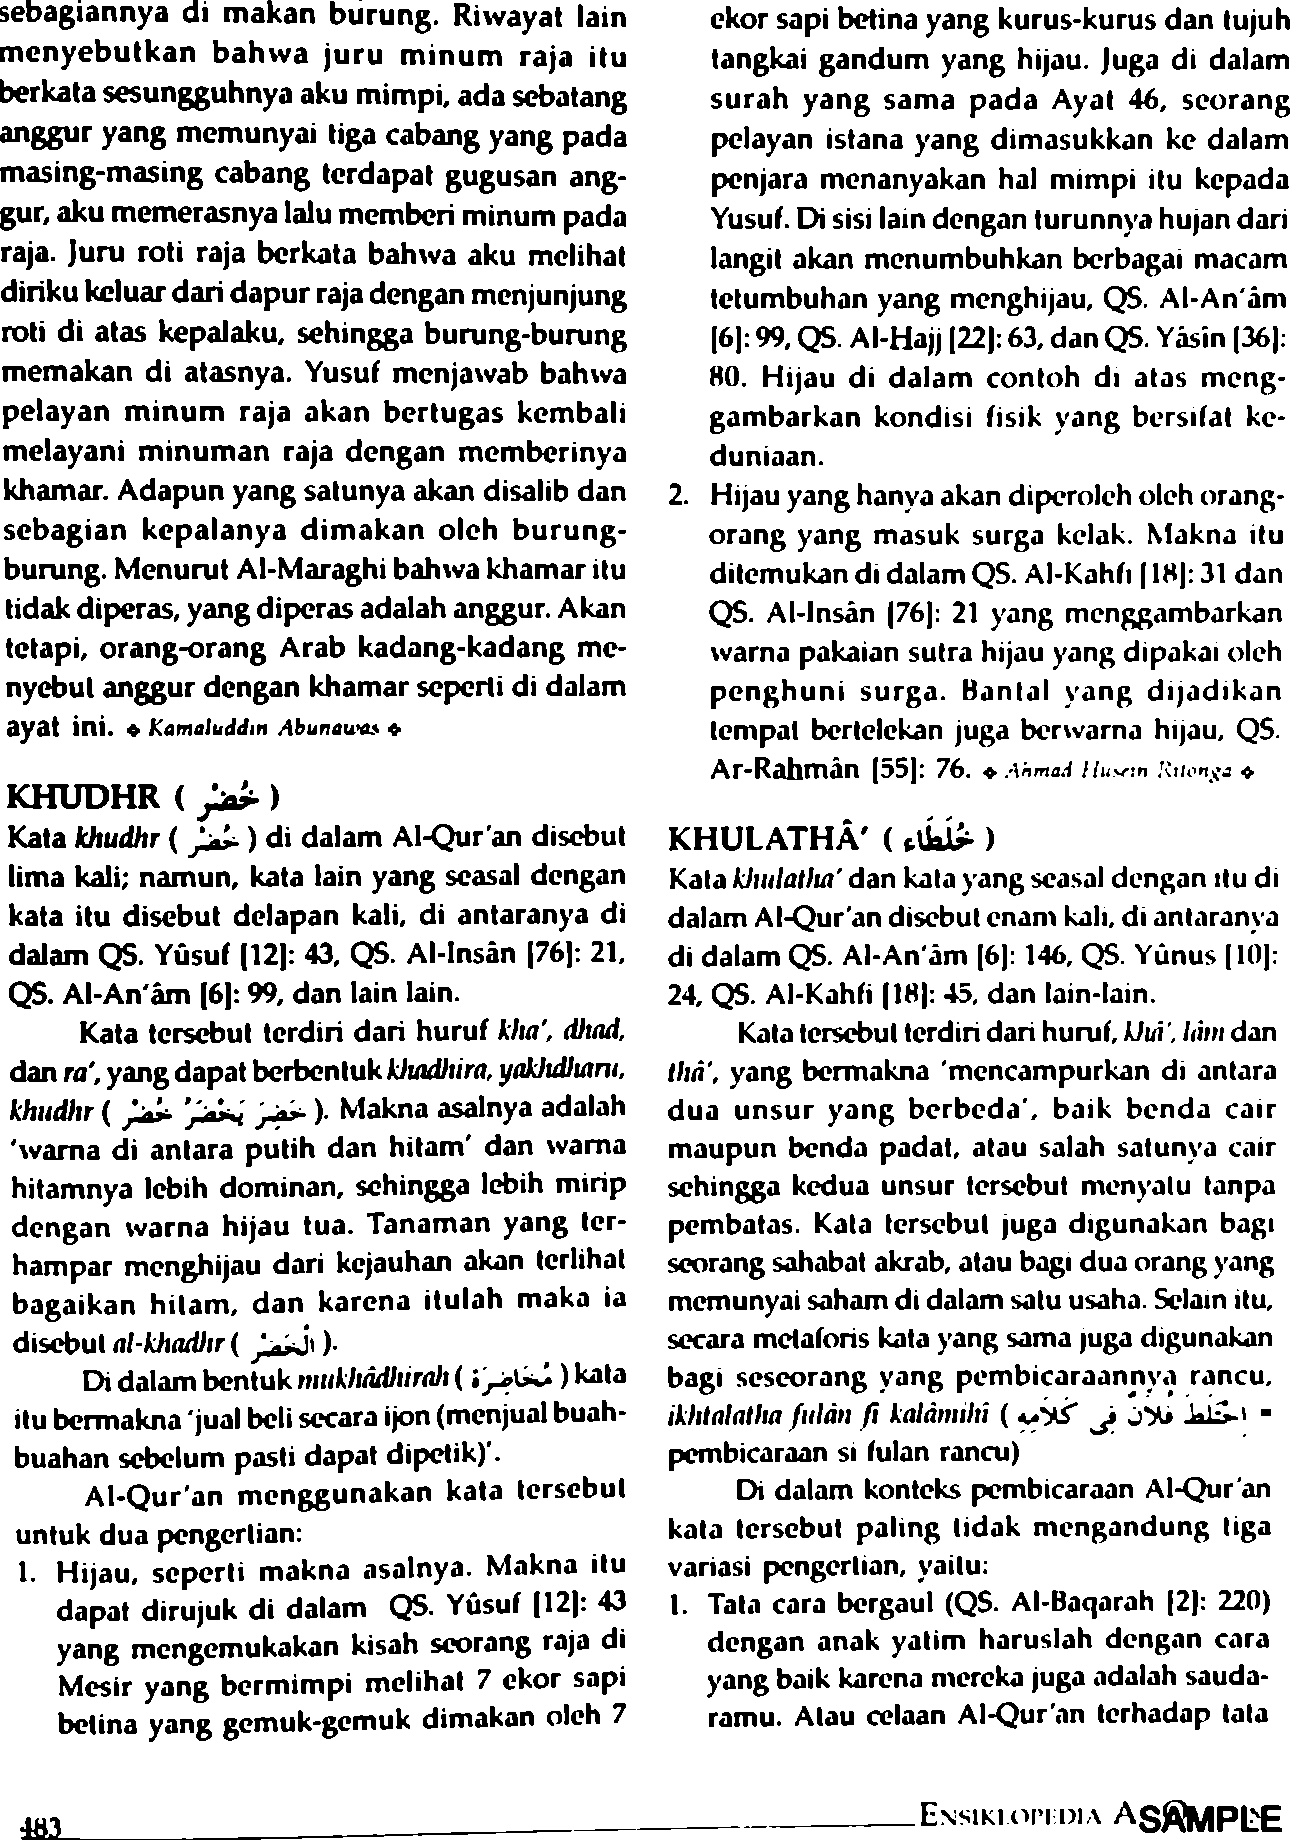 sebagiannya di makan burung. Riwayat lain
menyebutkan bahwa juru minum raja itu
berkata sesungguhnya aku mimpi, ada sebatang
anggur yang memunyai tiga cabang yang pada
masing-masing cabang terdapat gugusan ang-
gur, aku memerasnya lalu memberi minum pada
raja. Juru roti raja berkata bahwa aku melihat
diriku keluar dari dapur raja dengan menjunjung
roti di atas kepalaku, sehingga burung-burung
memakan di atasnya. Yusuf menjawab bahwa
pelayan minum raja akan bertugas kembali
melayani minuman raja dengan memberinya
khamar. Adapun yang satunya akan disalib dan
sebagian kepalanya dimakan oleh burung-
burung. Menurut Al-Maraghi bahwa khamar itu
tidak diperas, yang diperas adalah anggur. Akan
tetapi, orang-orang Arab kadang-kadang me-
nyebut anggur dengan khamar seperti di dalam
ayat ini. ❖ Kamaluddin Abunawas ❖
KHUDHR ( خُضْرٌ )
Kata khudhr ( خُضْرٌ ) di dalam Al-Qur'an disebut
lima kali; namun, kata lain yang seasal dengan
kata itu disebut delapan kali, di antaranya di
dalam QS. Yûsuf [12]: 43, QS. Al-Insân [76]: 21,
QS. Al-An'âm [6]: 99, dan lain lain.
Kata tersebut terdiri dari huruf kha', dhad,
dan ra', yang dapat berbentuk khadhira, yakhdharu,
khudhr ( خَضِرَ يَخْضَرُ خُضْرٌ ). Makna asalnya adalah
'warna di antara putih dan hitam' dan warna
hitamnya lebih dominan, sehingga lebih mirip
dengan warna hijau tua. Tanaman yang ter-
hampar menghijau dari kejauhan akan terlihat
bagaikan hitam, dan karena itulah maka ia
disebut al-khadhr ( الْخَضْرُ ).
Di dalam bentuk mukhâdhirah ( مُخَاضِرَةٌ ) kata
itu bermakna 'jual beli secara ijon (menjual buah-
buahan sebelum pasti dapat dipetik)'.
Al-Qur'an menggunakan kata tersebut
untuk dua pengertian:
1. Hijau, seperti makna asalnya. Makna itu
dapat dirujuk di dalam QS. Yûsuf [12]: 43
yang mengemukakan kisah seorang raja di
Mesir yang bermimpi melihat 7 ekor sapi
betina yang gemuk-gemuk dimakan oleh 7
ekor sapi betina yang kurus-kurus dan tujuh
tangkai gandum yang hijau. Juga di dalam
surah yang sama pada Ayat 46, seorang
pelayan istana yang dimasukkan ke dalam
penjara menanyakan hal mimpi itu kepada
Yusuf. Di sisi lain dengan turunnya hujan dari
langit akan menumbuhkan berbagai macam
tetumbuhan yang menghijau, QS. Al-An'âm
[6]: 99, QS. Al-Hajj [22]: 63, dan QS. Yâsîn [36]:
80. Hijau di dalam contoh di atas meng-
gambarkan kondisi fisik yang bersifat ke-
duniaan.
2. Hijau yang hanya akan diperoleh oleh orang-
orang yang masuk surga kelak. Makna itu
ditemukan di dalam QS. Al-Kahfi [18]: 31 dan
QS. Al-Insân [76]: 21 yang menggambarkan
warna pakaian sutra hijau yang dipakai oleh
penghuni surga. Bantal yang dijadikan
tempat bertelekan juga berwarna hijau, QS.
Ar-Rahmân [55]: 76. ❖ Ahmad Husein Ritonga ❖
KHULATHÂ' ( خُلَطَاء )
Kata khulatha' dan kata yang seasal dengan itu di
dalam Al-Qur'an disebut enam kali, di antaranya
di dalam QS. Al-An'âm [6]: 146, QS. Yûnus [10]:
24, QS. Al-Kahfi [18]: 45, dan lain-lain.
Kata tersebut terdiri dari huruf, khâ', lâm dan
thâ', yang bermakna 'mencampurkan di antara
dua unsur yang berbeda', baik benda cair
maupun benda padat, atau salah satunya cair
sehingga kedua unsur tersebut menyatu tanpa
pembatas. Kata tersebut juga digunakan bagi
seorang sahabat akrab, atau bagi dua orang yang
memunyai saham di dalam satu usaha. Selain itu,
secara metaforis kata yang sama juga digunakan
bagi seseorang yang pembicaraannya rancu,
ikhtalatha fulân fî kalâmihî ( اخْتَلَطَ فُلاَنٌ فِي كَلاَمِهِ =
pembicaraan si fulan rancu)
Di dalam konteks pembicaraan Al-Qur'an
kata tersebut paling tidak mengandung tiga
variasi pengertian, yaitu:
1. Tata cara bergaul (QS. Al-Baqarah [2]: 220)
dengan anak yatim haruslah dengan cara
yang baik karena mereka juga adalah sauda-
ramu. Atau celaan Al-Qur'an terhadap tata
483
ENSIKLOPEDIA
SAMPLE